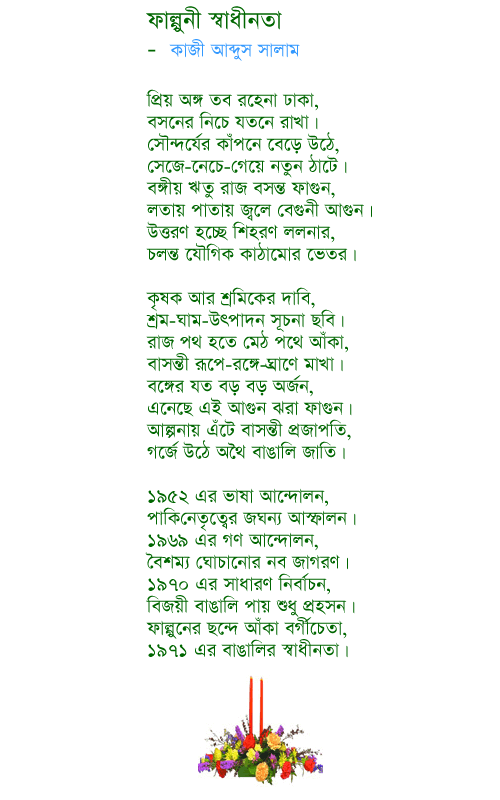 ফাল্গুনী স্বাধীনতা
- কাজী আব্দুস সালাম
প্রিয় অঙ্গ তব রহেনা ঢাকা,
বসনের নিচে যতনে রাখা।
সৌন্দর্যের কাঁপনে বেড়ে উঠে,
সেজে-নেচে-গেয়ে নতুন ঠাটে।
বঙ্গীয় ঋতু রাজ বসন্ত ফাগুন,
লতায় পাতায় জ্বলে বেগুনী আগুন।
উত্তরণ হচ্ছে শিহরণ ললনার,
চলন্ত যৌগিক কাঠামোর ভেতর।
কৃষক আর শ্রমিকের দাবি,
শ্রম-ঘাম-উৎপাদন সূচনা ছবি।
রাজ পথ হতে মেঠ পথে আঁকা,
বাসন্তী রূপে-রঙ্গে-ঘ্রাণে মাখা।
বঙ্গের যত বড় বড় অর্জন,
এনেছে এই আগুন ঝরা ফাগুন।
আল্পনায় এঁটে বাসন্তী প্রজাপতি,
গর্জে উঠে অথৈ বাঙালি জাতি।
১৯৫২ এর ভাষা আন্দোলন,
পাকিনেতৃত্বের জঘন্য আস্ফালন।
১৯৬৯ এর গণ আন্দোলন,
বৈশম্য ঘোচানোর নব জাগরণ।
১৯৭০ এর সাধারণ নির্বাচন,
বিজয়ী বাঙালি পায় শুধু প্রহসন।
ফাল্গুনের ছন্দে আঁকা বর্গীচেতা,
১৯৭১ এর বাঙালির স্বাধীনতা।